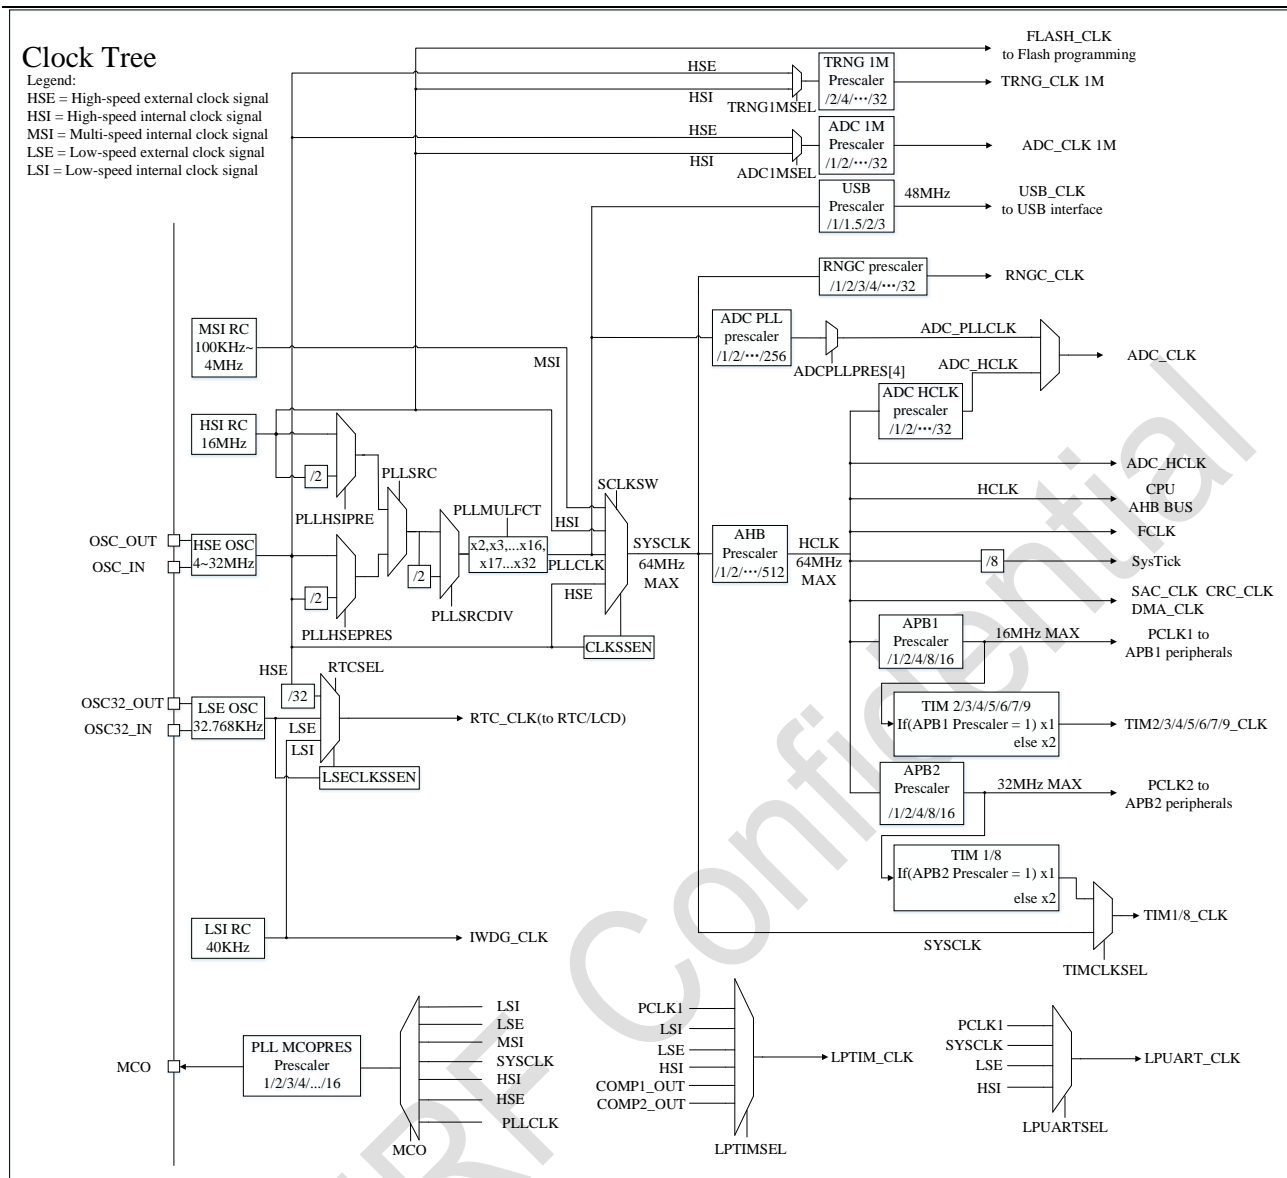 Clock Tree
Legend:
HSE = High-speed external clock signal
HSI = High-speed internal clock signal
MSI = Multi-speed internal clock signal
LSE = Low-speed external clock signal
LSI = Low-speed internal clock signal
FLASH_CLK
to Flash programming
HSE
HSI
TRNG1MSEL
TRNG 1M
Prescaler
/2/4/···/32
TRNG_CLK 1M
HSE
HSI
ADC1MSEL
ADC 1M
Prescaler
/1/2/···/32
ADC_CLK 1M
USB
Prescaler
/1/1.5/2/3
48MHz
USB_CLK
to USB interface
RNGC prescaler
/1/2/3/4/···/32
RNGC_CLK
MSI RC
100KHz~
4MHz
MSI
ADC PLL
prescaler
/1/2/···/256
ADCPLLPRES[4]
ADC_PLLCLK
ADC_HCLK
ADC_CLK
ADC HCLK
prescaler
/1/2/···/32
HSI RC
16MHz
/2
PLLHSIPRE
PLLSRC
PLLMULFCT
x2,x3,...x16,
x17...x32
PLLCLK
SCLKSW
HSI
HSE
SYSCLK
64MHz
MAX
AHB
Prescaler
/1/2/···/512
HCLK
64MHz
MAX
ADC_HCLK
HCLK
CPU
AHB BUS
FCLK
/8
SysTick
SAC_CLK CRC_CLK
DMA_CLK
OSC_OUT
OSC_IN
HSE OSC
4~32MHz
/2
PLLHSEPRES
/2
PLLSRCDIV
CLKSSEN
APB1
Prescaler
/1/2/4/8/16
16MHz MAX
PCLK1 to
APB1 peripherals
HSE
/32
RTCSEL
OSC32_OUT
OSC32_IN
LSE OSC
32.768KHz
LSE
LSI
RTC_CLK(to RTC/LCD)
LSECLKSSEN
TIM 2/3/4/5/6/7/9
If(APB1 Prescaler = 1) x1
else x2
TIM2/3/4/5/6/7/9_CLK
APB2
Prescaler
/1/2/4/8/16
32MHz MAX
PCLK2 to
APB2 peripherals
TIM 1/8
If(APB2 Prescaler = 1) x1
else x2
TIM1/8_CLK
SYSCLK
TIMCLKSEL
LSI RC
40KHz
IWDG_CLK
MCO
PLL MCOPRES
Prescaler
1/2/3/4/.../16
LSI
LSE
MSI
SYSCLK
HSI
HSE
PLLCLK
MCO
PCLK1
LSI
LSE
HSI
COMP1_OUT
COMP2_OUT
LPTIM_CLK
LPTIMSEL
PCLK1
SYSCLK
LSE
HSI
LPUART_CLK
LPUARTSEL
Confidential